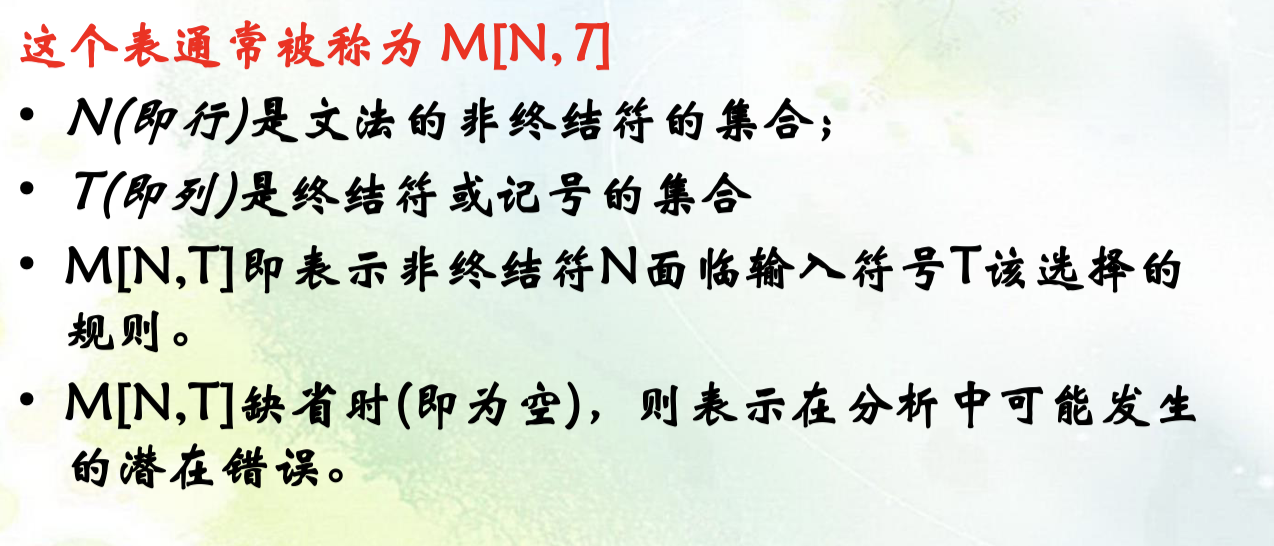 这个表通常被称为 M[N,T]
• N(即行)是文法的非终结符的集合;
• T(即列)是终结符或记号的集合
• M[N,T]即表示非终结符N面临输入符号T该选择的
规则。
• M[N,T]缺省时(即为空)，则表示在分析中可能发生
的潜在错误。